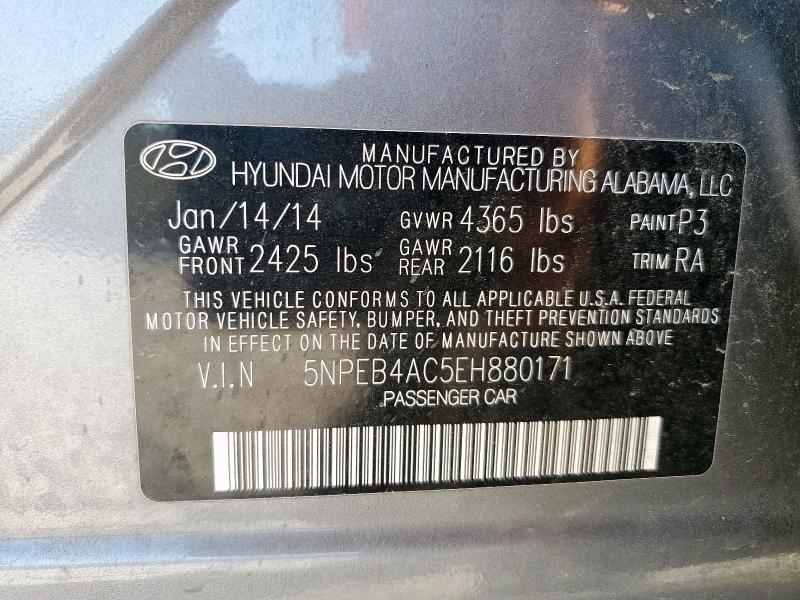 MANUFACTURED BY
HYUNDAI MOTOR MANUFACTURING ALABAMA, LLC
Jan/14/14 GVWR 4365 lbs PAINT P3
GAWR FRONT 2425 lbs GAWR REAR 2116 lbs TRIM RA
THIS VEHICLE CONFORMS TO ALL APPLICABLE U.S.A. FEDERAL
MOTOR VEHICLE SAFETY, BUMPER, AND THEFT PREVENTION STANDARDS
IN EFFECT ON THE DATE OF MANUFACTURE SHOWN ABOVE
V.I.N 5NPEB4AC5EH880171
PASSENGER CAR